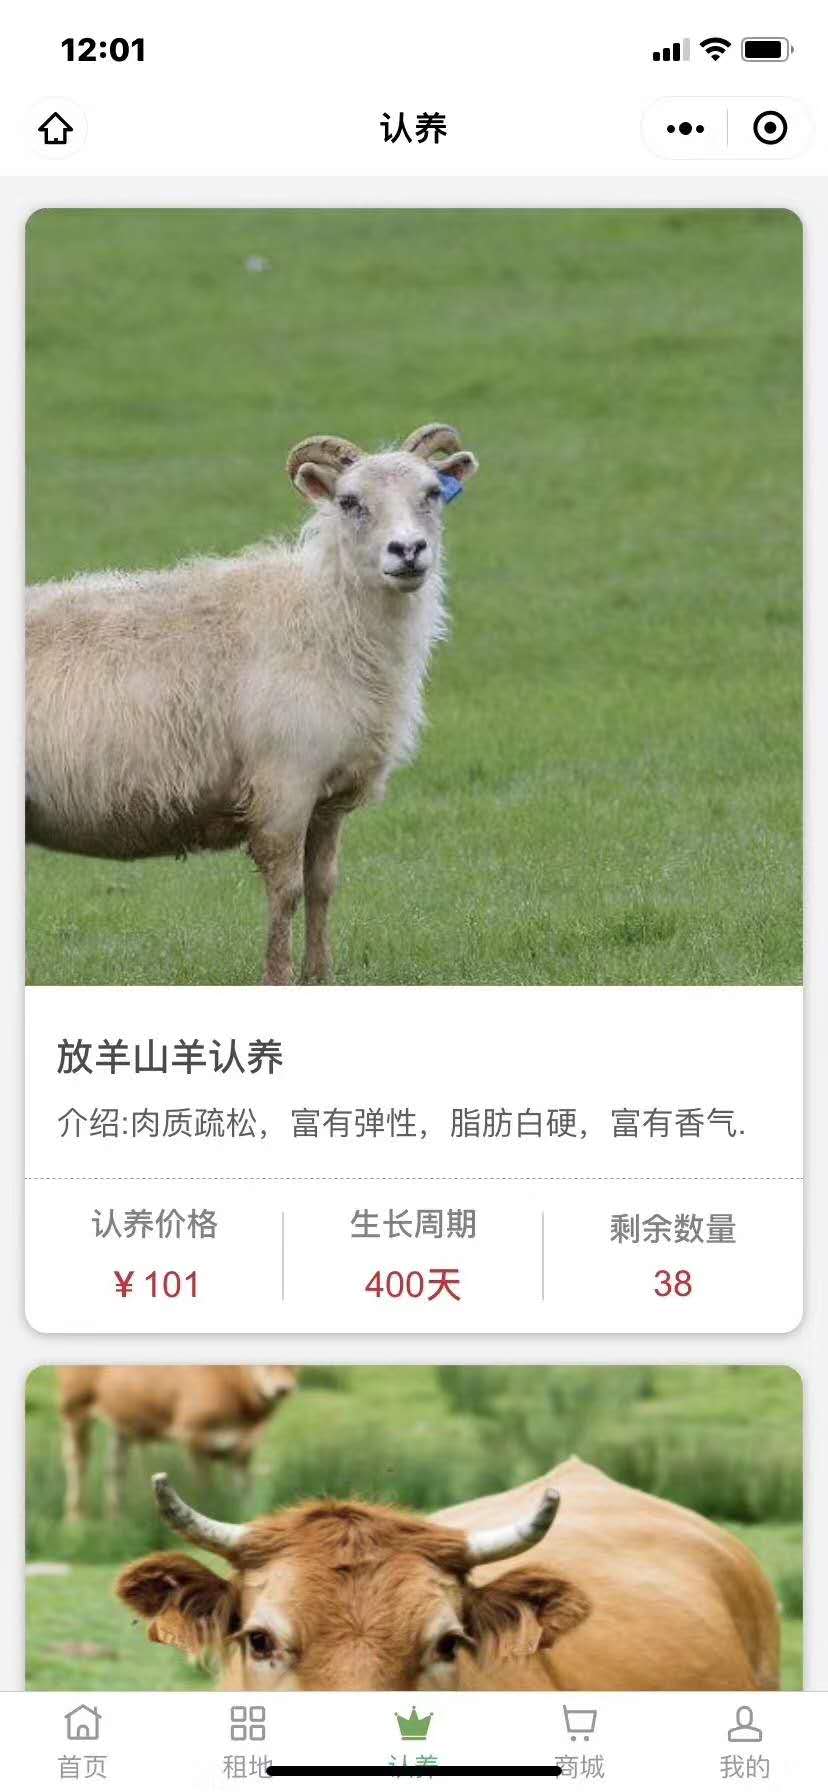 12:01
认养
放羊山羊认养
介绍:肉质疏松，富有弹性，脂肪白硬，富有香气.
认养价格
生长周期
剩余数量
¥ 101
400天
38
首页
租地
认养
商城
我的